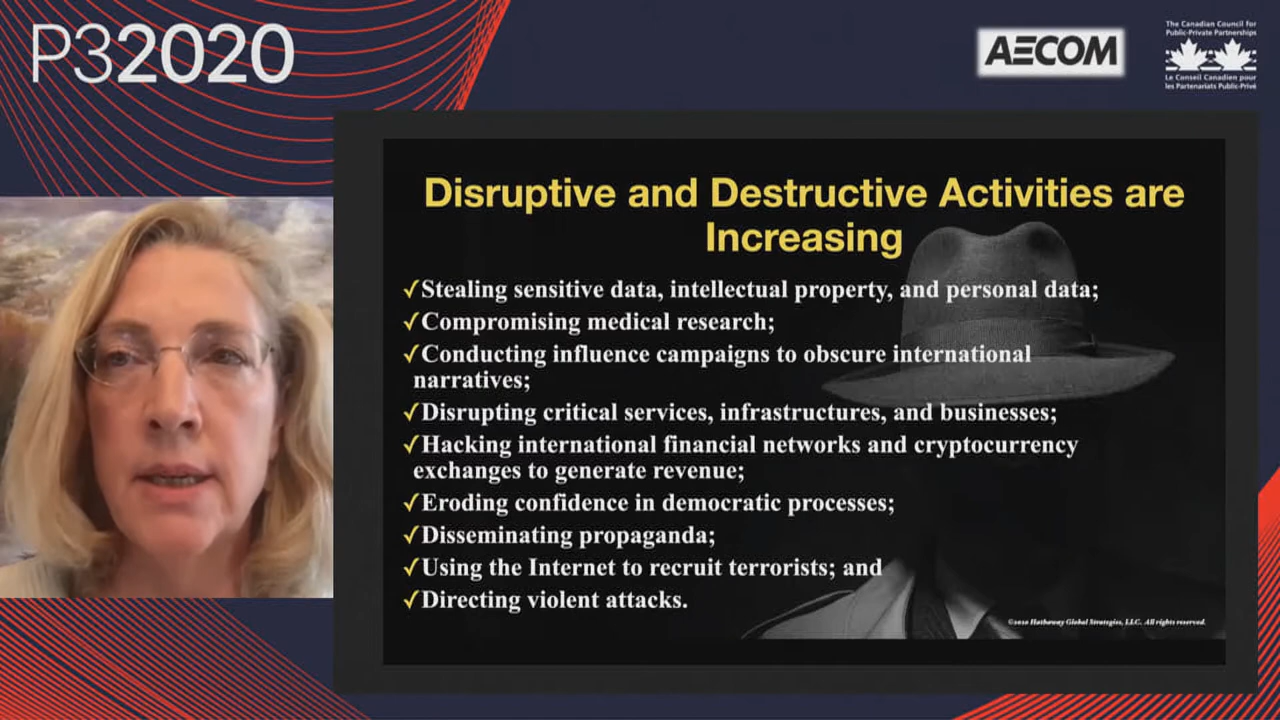 P32020
AECOM
The Canadian Council for
Public-Private Partnerships
Le Conseil Canadien pour
les Partenariats Public-Privé
Disruptive and Destructive Activities are
Increasing
✓Stealing sensitive data, intellectual property, and personal data;
✓Compromising medical research;
✓Conducting influence campaigns to obscure international
narratives;
✓Disrupting critical services, infrastructures, and businesses;
✓Hacking international financial networks and cryptocurrency
exchanges to generate revenue;
✓Eroding confidence in democratic processes;
✓Disseminating propaganda;
✓Using the Internet to recruit terrorists; and
✓Directing violent attacks.
©2020 Hathaway Global Strategies, LLC. All rights reserved.